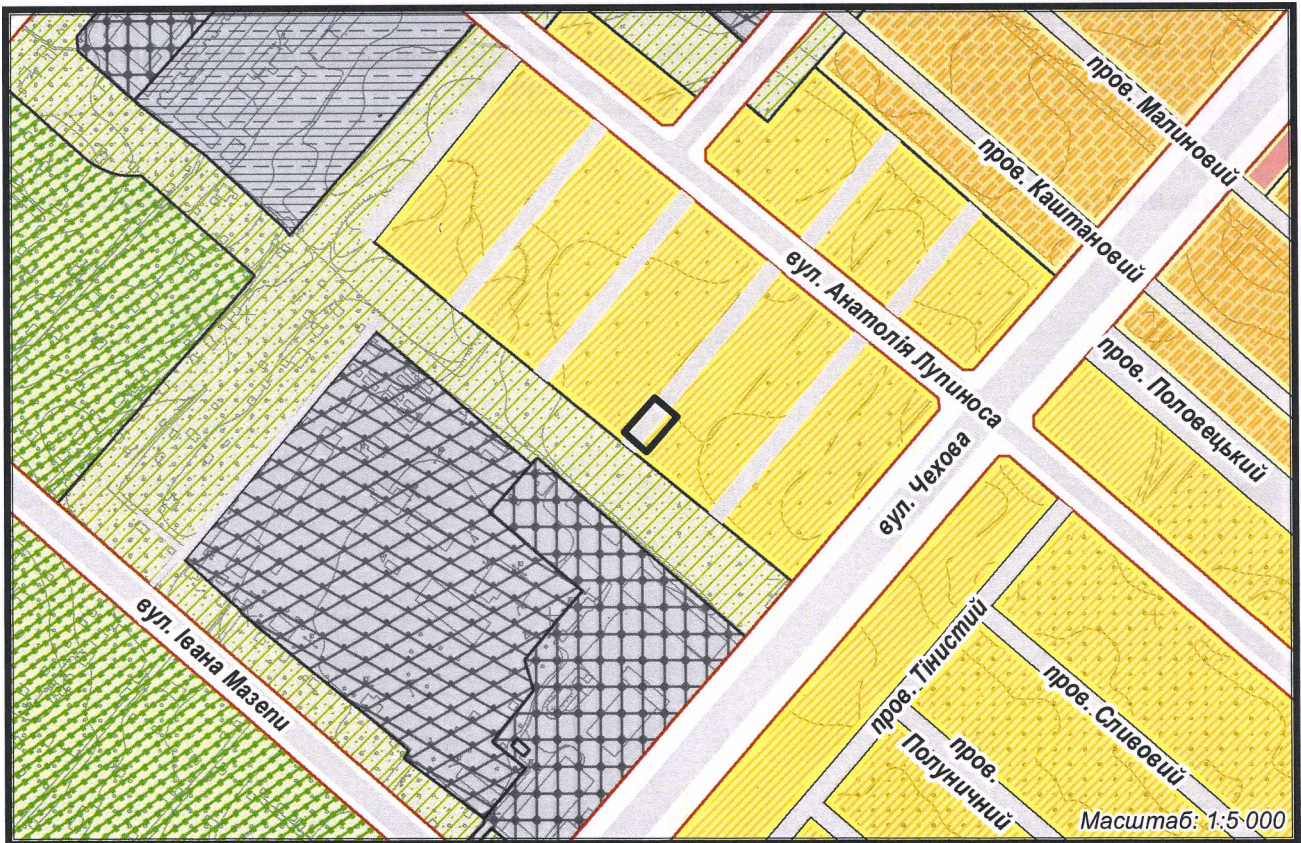 пров. Малиновий
пров. Каштановий
вул. Анатолія Лупиноса
пров. Половецький
вул. Чехова
пров. Тінистий
пров. Сливовий
пров.
Полуничний
вул. Івана Мазепи
Масштаб: 1:5 000